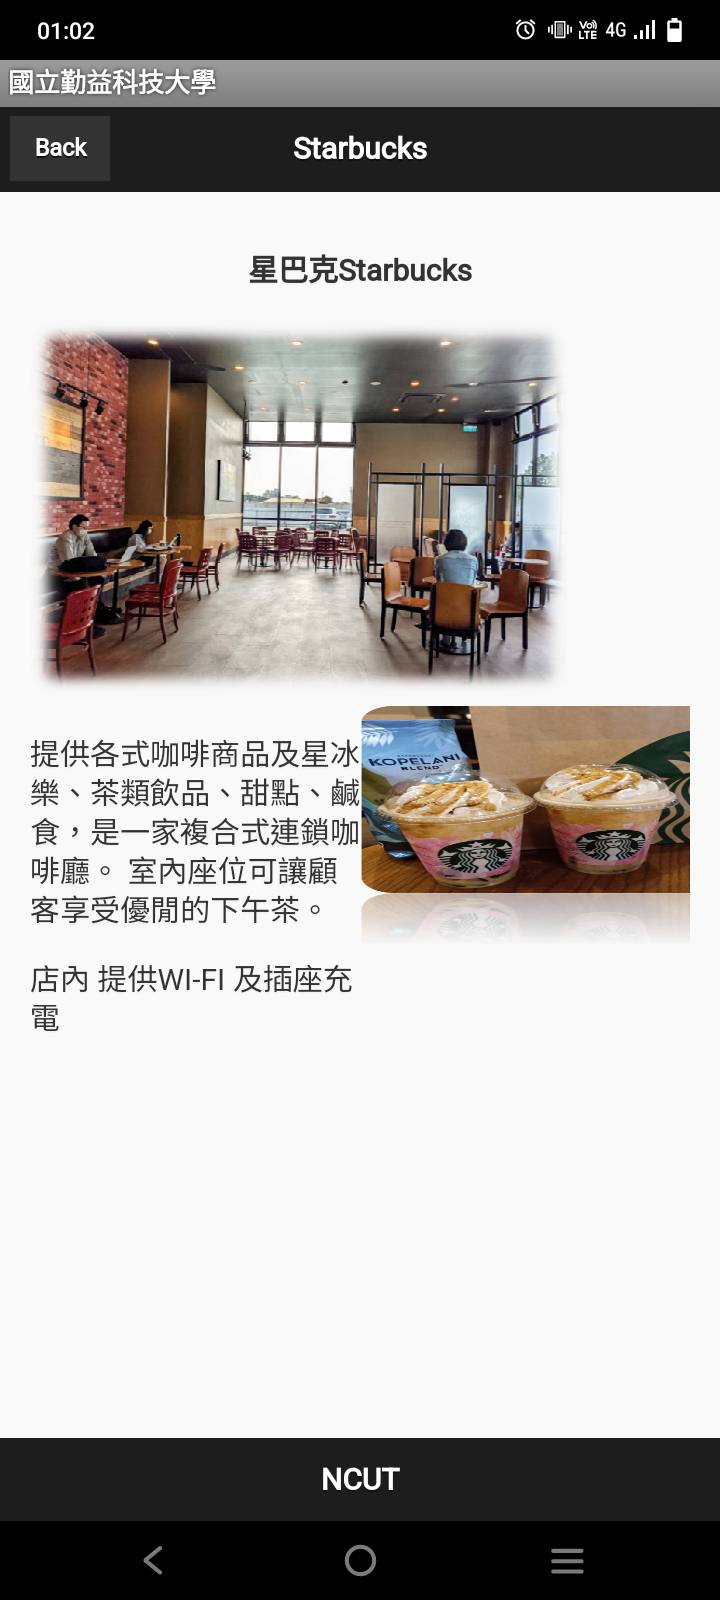 01:02
Vo))
LTE
4G
國立勤益科技大學
Back
Starbucks
星巴克Starbucks
提供各式咖啡商品及星冰
樂、茶類飲品、甜點、鹹
食，是一家複合式連鎖咖
啡廳。 室內座位可讓顧
客享受優閒的下午茶。
KOPELANI
BLEND
店內 提供WI-FI 及插座充
電
NCUT